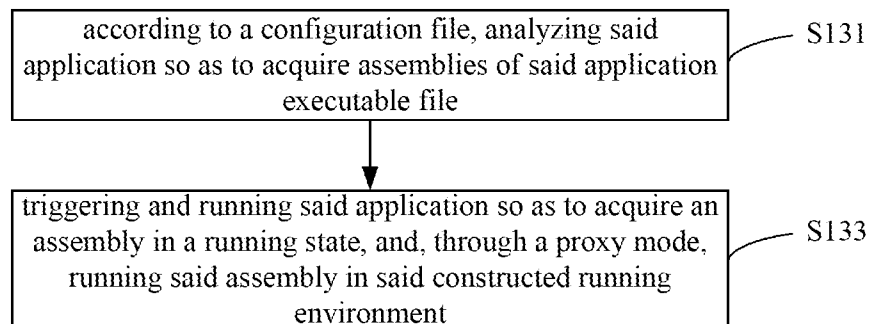 according to a configuration file, analyzing said
application so as to acquire assemblies of said application
executable file
S131
triggering and running said application so as to acquire an
assembly in a running state, and, through a proxy mode,
running said assembly in said constructed running
environment
S133